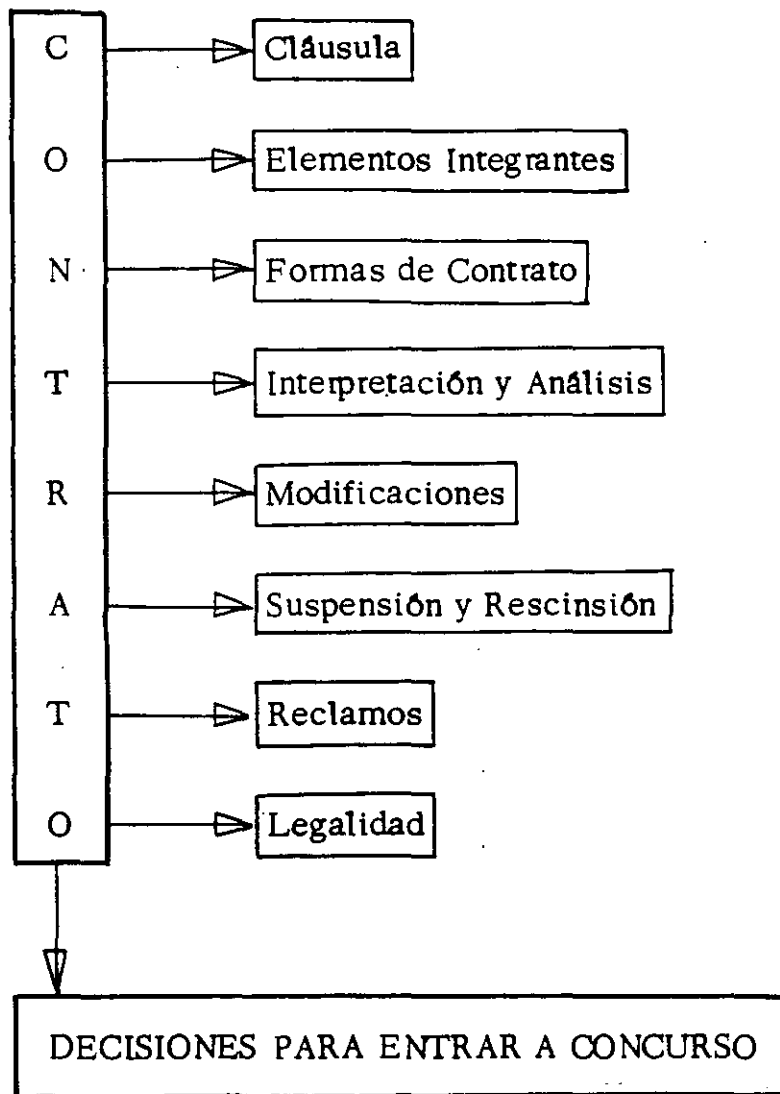 C Cláusula
O Elementos Integrantes
N Formas de Contrato
T Interpretación y Análisis
R Modificaciones
A Suspensión y Rescinsión
T Reclamos
O Legalidad
DECISIONES PARA ENTRAR A CONCURSO